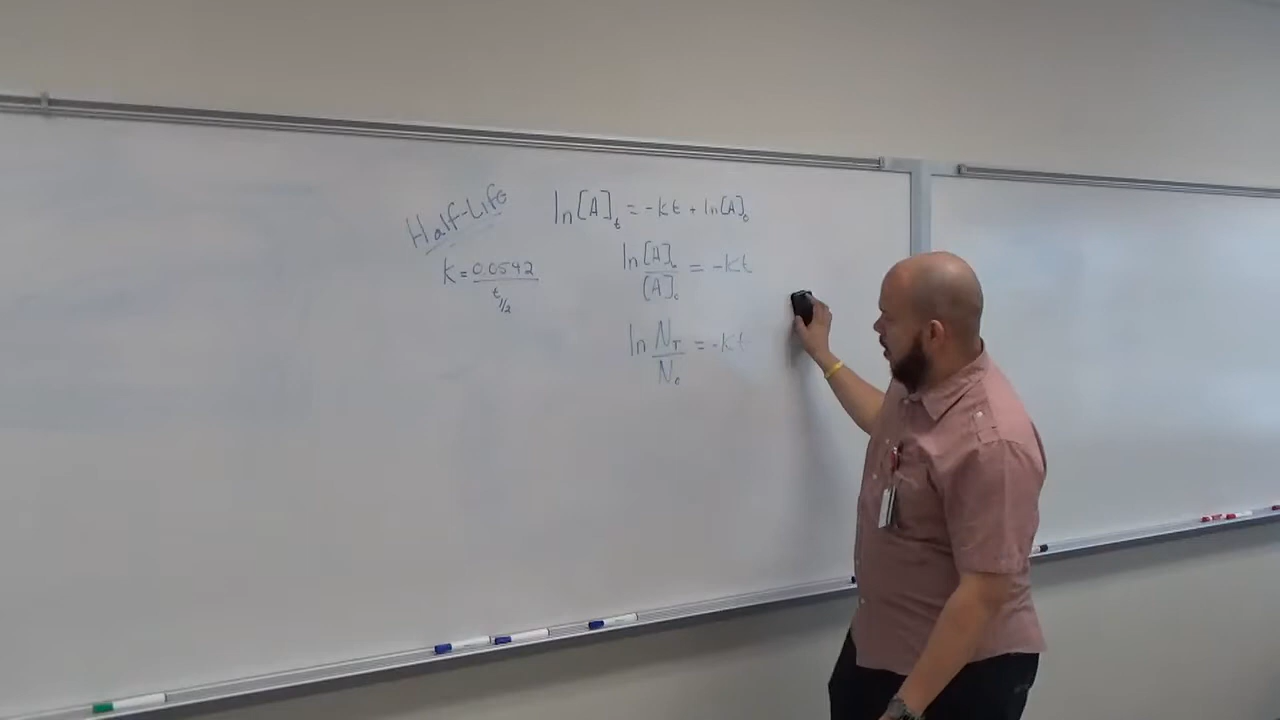 Half-Life
ln[A]t = -kt + ln[A]o
k = 0.0542 / t1/2
ln [A]t / [A]o = -kt
ln NT / No = -kt